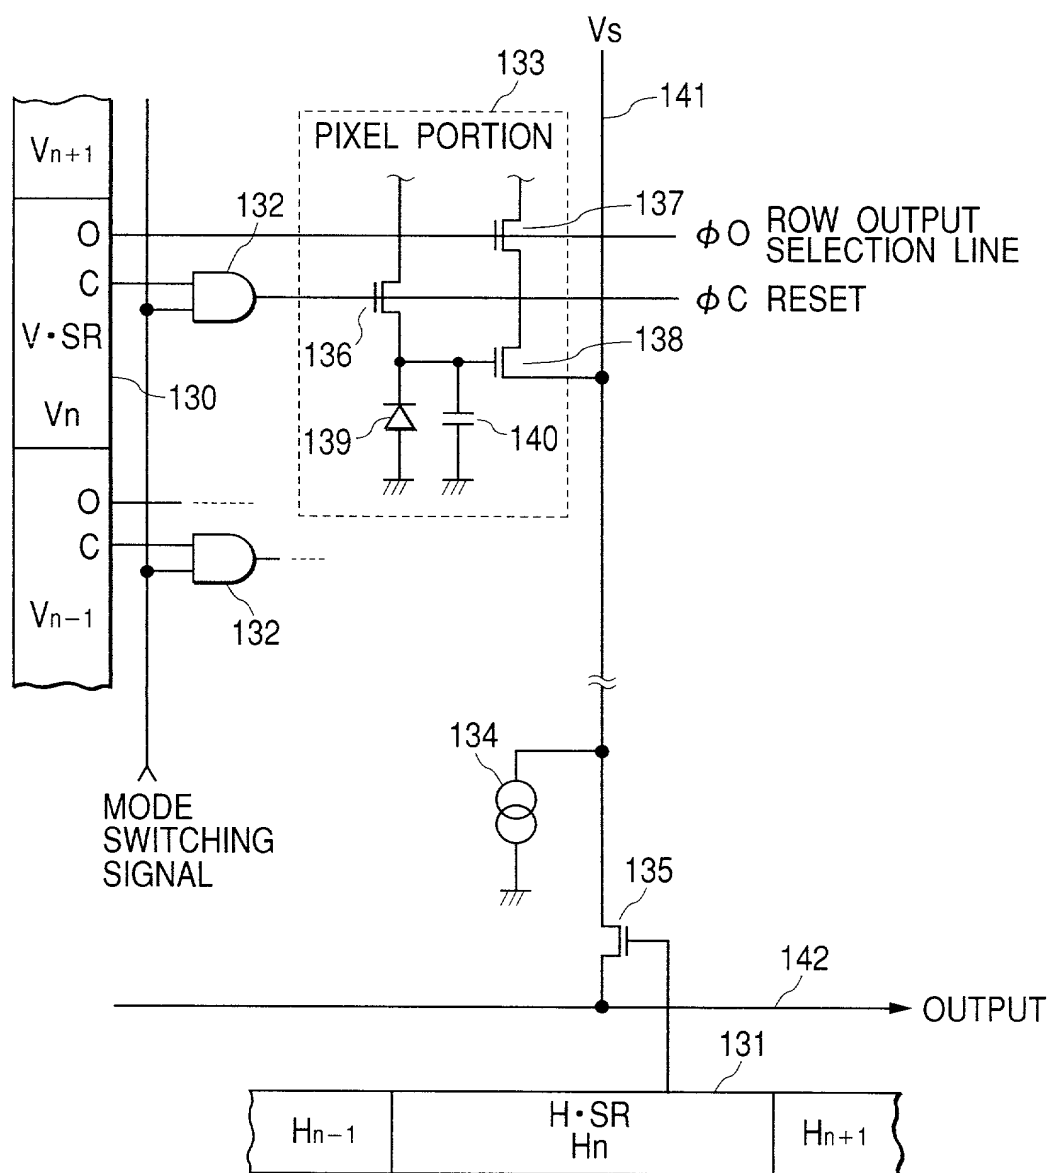 Vs
133
141
PIXEL PORTION
Vn+1
132
137
O
φO ROW OUTPUT
SELECTION LINE
C
φC RESET
V·SR
136
138
130
Vn
139
140
O
C
Vn−1
132
134
MODE
SWITCHING
SIGNAL
135
142
OUTPUT
131
Hn−1
H·SR
Hn
Hn+1